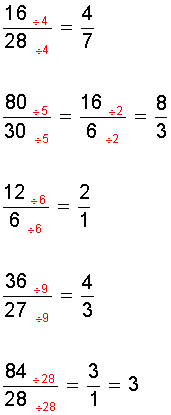 16 ÷4 / 28 ÷4 = 4/7
80 ÷5 / 30 ÷5 = 16 ÷2 / 6 ÷2 = 8/3
12 ÷6 / 6 ÷6 = 2/1
36 ÷9 / 27 ÷9 = 4/3
84 ÷28 / 28 ÷28 = 3/1 = 3